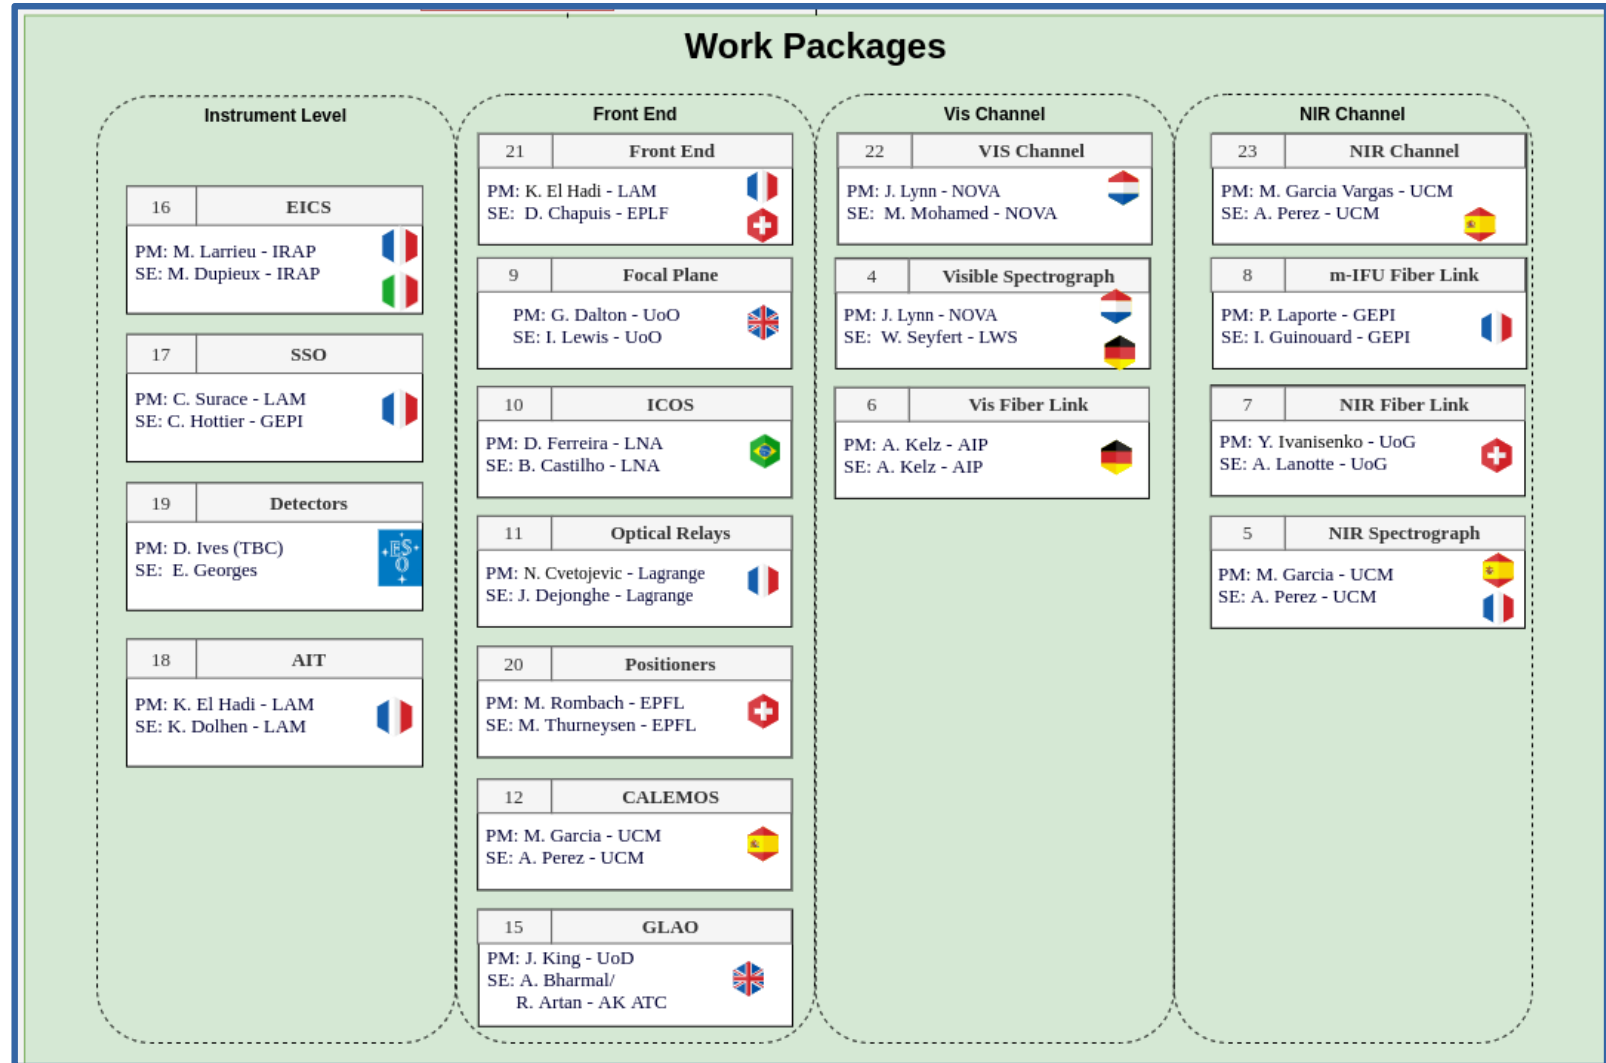 Work Packages
Instrument Level
16 EICS
PM: M. Larrieu - IRAP
SE: M. Dupieux - IRAP
17 SSO
PM: C. Surace - LAM
SE: C. Hottier - GEPI
19 Detectors
PM: D. Ives (TBC)
SE: E. Georges
ESO
18 AIT
PM: K. El Hadi - LAM
SE: K. Dolhen - LAM
Front End
21 Front End
PM: K. El Hadi - LAM
SE: D. Chapuis - EPLF
9 Focal Plane
PM: G. Dalton - UoO
SE: I. Lewis - UoO
10 ICOS
PM: D. Ferreira - LNA
SE: B. Castilho - LNA
11 Optical Relays
PM: N. Cvetojevic - Lagrange
SE: J. Dejonghe - Lagrange
20 Positioners
PM: M. Rombach - EPFL
SE: M. Thurneysen - EPFL
12 CALEMOS
PM: M. Garcia - UCM
SE: A. Perez - UCM
15 GLAO
PM: J. King - UoD
SE: A. Bharmal/
R. Artan - AK ATC
Vis Channel
22 VIS Channel
PM: J. Lynn - NOVA
SE: M. Mohamed - NOVA
4 Visible Spectrograph
PM: J. Lynn - NOVA
SE: W. Seyfert - LWS
6 Vis Fiber Link
PM: A. Kelz - AIP
SE: A. Kelz - AIP
NIR Channel
23 NIR Channel
PM: M. Garcia Vargas - UCM
SE: A. Perez - UCM
8 m-IFU Fiber Link
PM: P. Laporte - GEPI
SE: I. Guinouard - GEPI
7 NIR Fiber Link
PM: Y. Ivanisenko - UoG
SE: A. Lanotte - UoG
5 NIR Spectrograph
PM: M. Garcia - UCM
SE: A. Perez - UCM